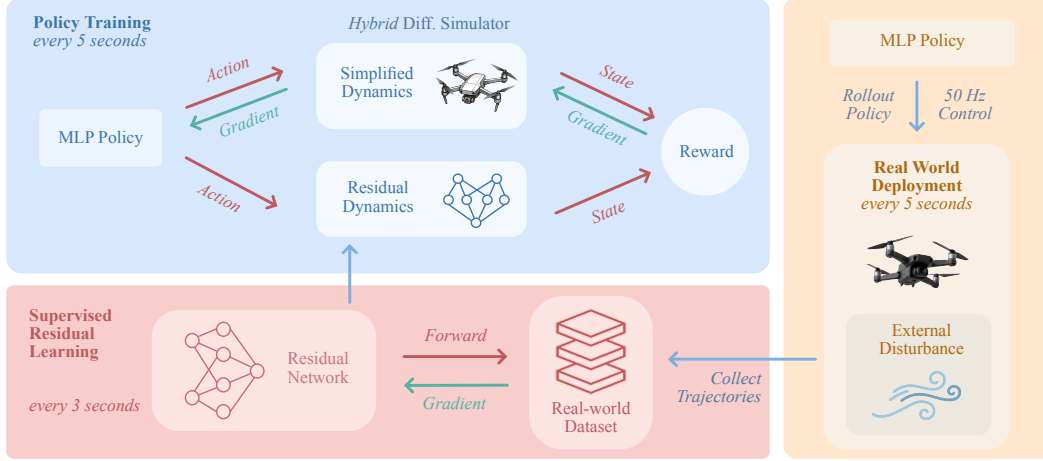 Policy Training
every 5 seconds
Hybrid Diff. Simulator
MLP Policy
Action
Gradient
Simplified
Dynamics
State
Gradient
Reward
Action
Residual
Dynamics
State
Supervised
Residual
Learning
every 3 seconds
Residual
Network
Forward
Gradient
Real-world
Dataset
Collect
Trajectories
MLP Policy
Rollout
Policy
50 Hz
Control
Real World
Deployment
every 5 seconds
External
Disturbance